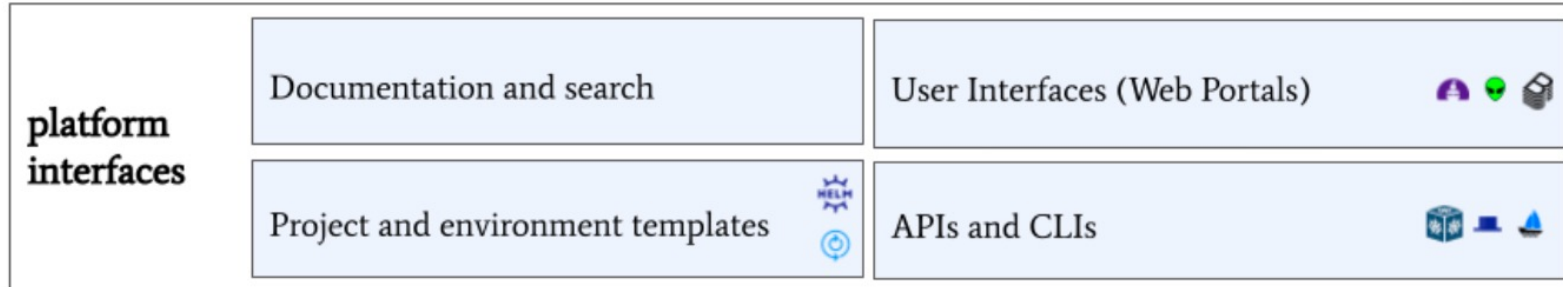 platform
interfaces
Documentation and search
User Interfaces (Web Portals)
Project and environment templates
HELM
APIs and CLIs